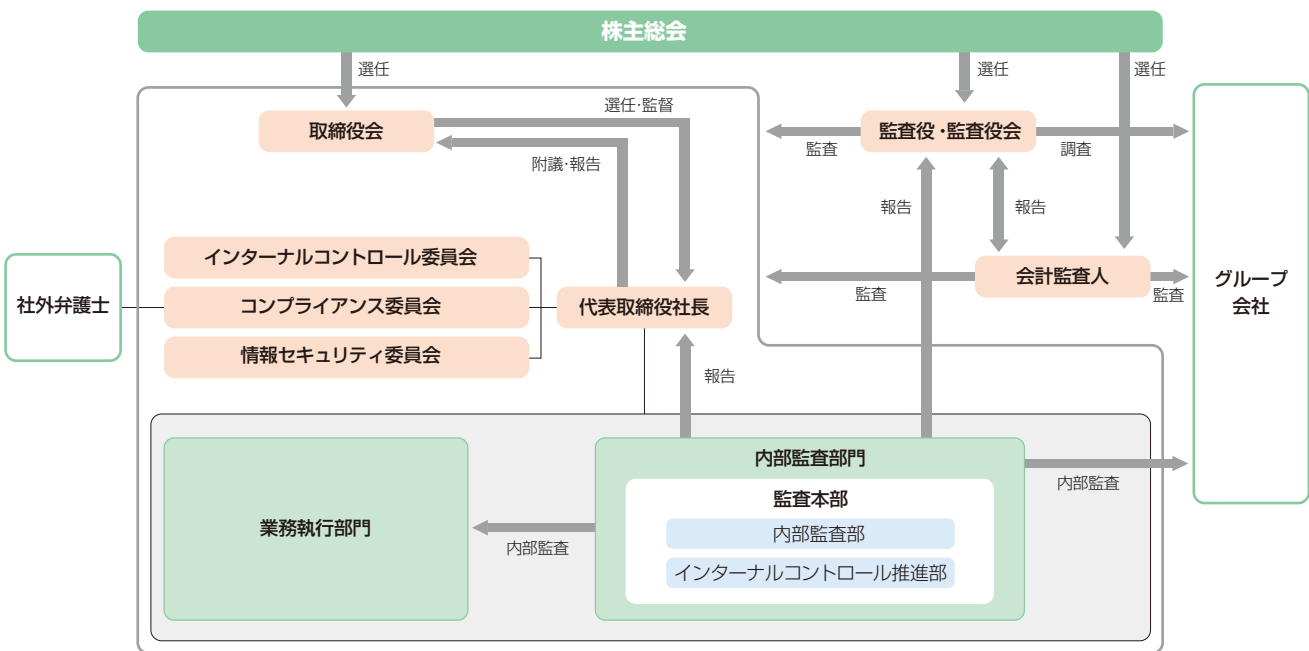 株主総会
選任
選任
選任
選任・監督
取締役会
監査役・監査役会
監査
調査
附議・報告
報告
報告
インターナルコントロール委員会
社外弁護士
コンプライアンス委員会
情報セキュリティ委員会
代表取締役社長
会計監査人
監査
監査
グループ
会社
報告
内部監査部門
内部監査
監査本部
業務執行部門
内部監査
内部監査部
インターナルコントロール推進部